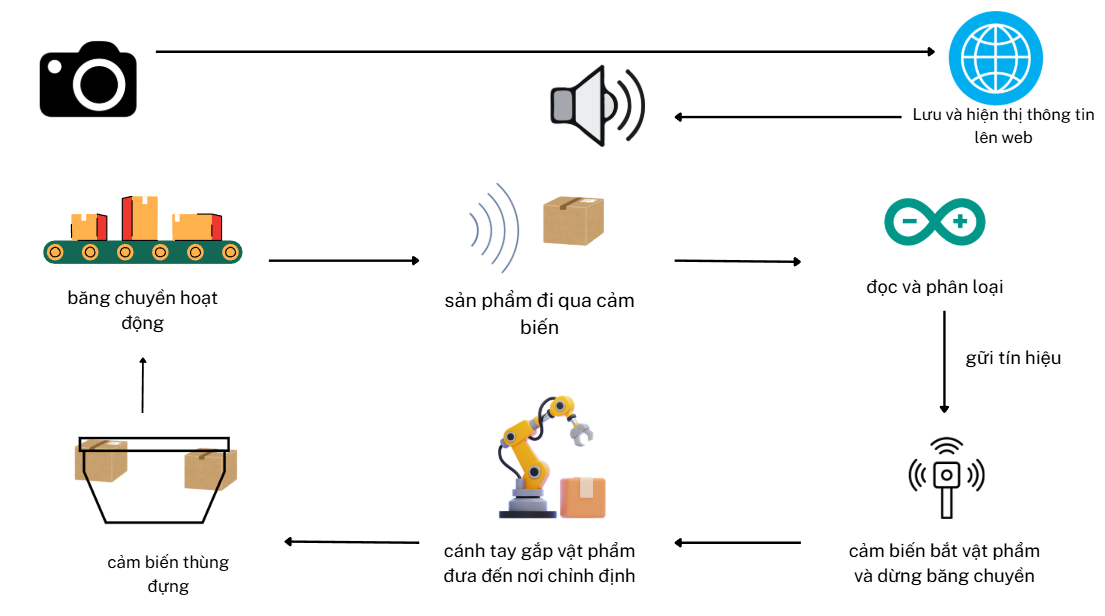 Lưu và hiện thị thông tin
lên web
băng chuyền hoạt
động
sản phẩm đi qua cảm
biến
đọc và phân loại
gữi tín hiệu
cảm biến thùng
đựng
cánh tay gắp vật phẩm
đưa đến nơi chỉnh định
cảm biến bắt vật phẩm
và dừng băng chuyền